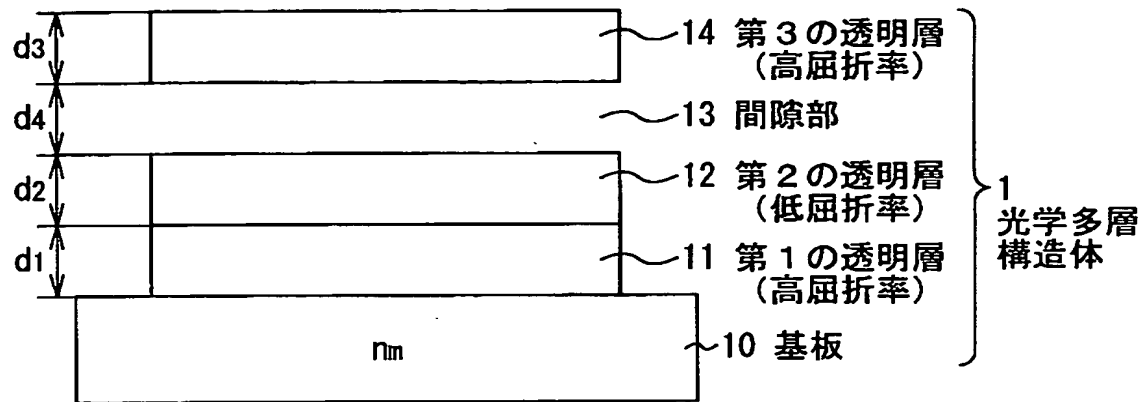 d3
14 第3の透明層
(高屈折率)
d4
13 間隙部
d2
12 第2の透明層
(低屈折率)
1
光学多層
構造体
d1
11 第1の透明層
(高屈折率)
nm
10 基板